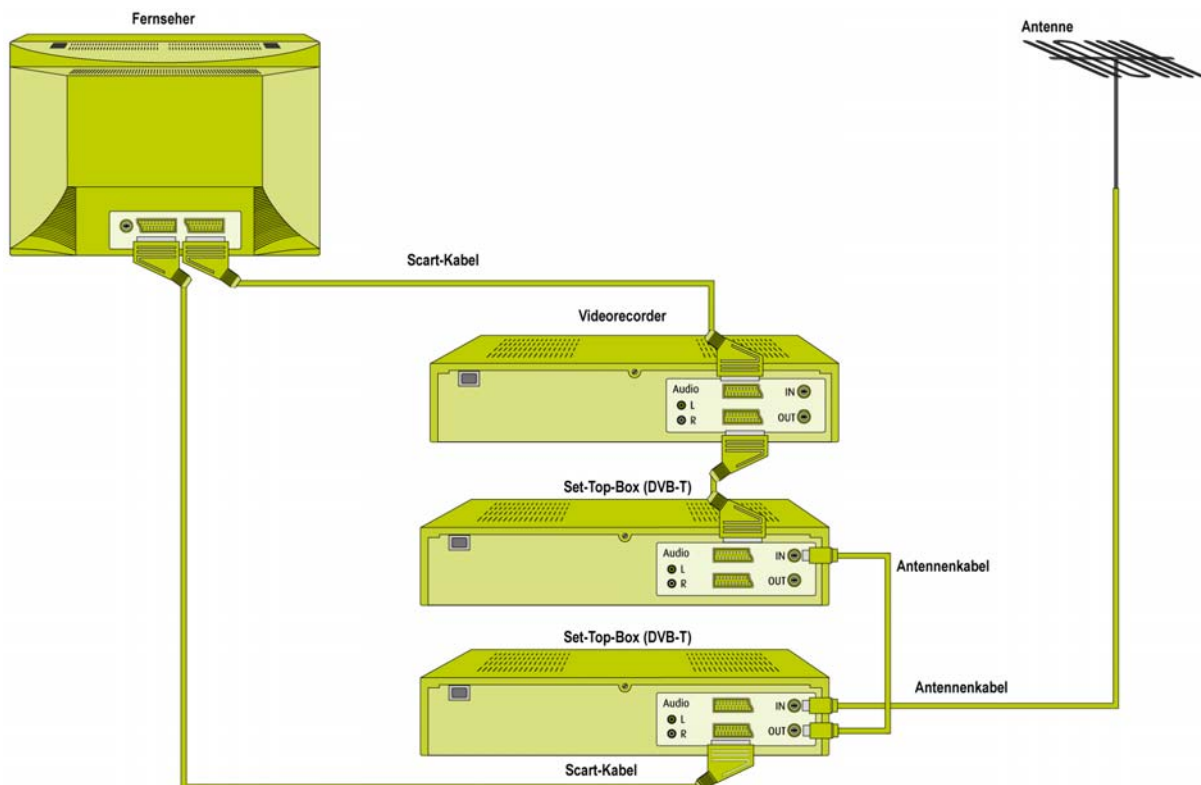 Fernseher
Antenne
Scart-Kabel
Videorecorder
Audio
L
R
IN
OUT
Set-Top-Box (DVB-T)
Audio
L
R
IN
OUT
Antennenkabel
Set-Top-Box (DVB-T)
Antennenkabel
Audio
L
R
IN
OUT
Scart-Kabel